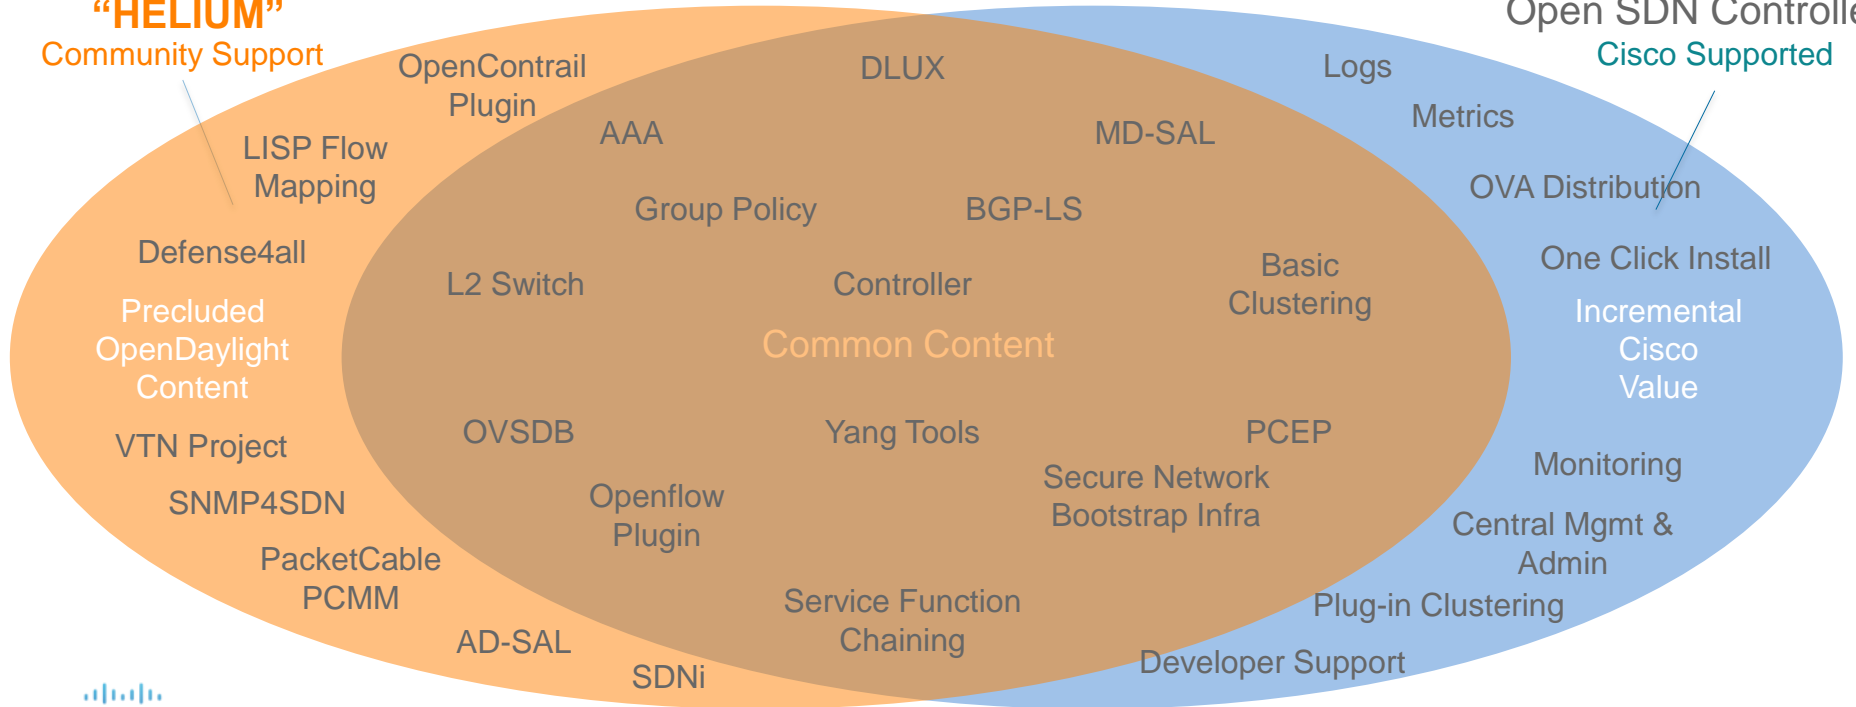 “HELIUM”
Community Support
Open SDN Controlle
Cisco Supported
OpenContrail
Plugin
LISP Flow
Mapping
Defense4all
Precluded
OpenDaylight
Content
VTN Project
SNMP4SDN
PacketCable
PCMM
AD-SAL
SDNi
DLUX
AAA
MD-SAL
Group Policy
BGP-LS
L2 Switch
Controller
Basic
Clustering
Common Content
OVSDB
Yang Tools
PCEP
Openflow
Plugin
Secure Network
Bootstrap Infra
Service Function
Chaining
Logs
Metrics
OVA Distribution
One Click Install
Incremental
Cisco
Value
Monitoring
Central Mgmt &
Admin
Plug-in Clustering
Developer Support